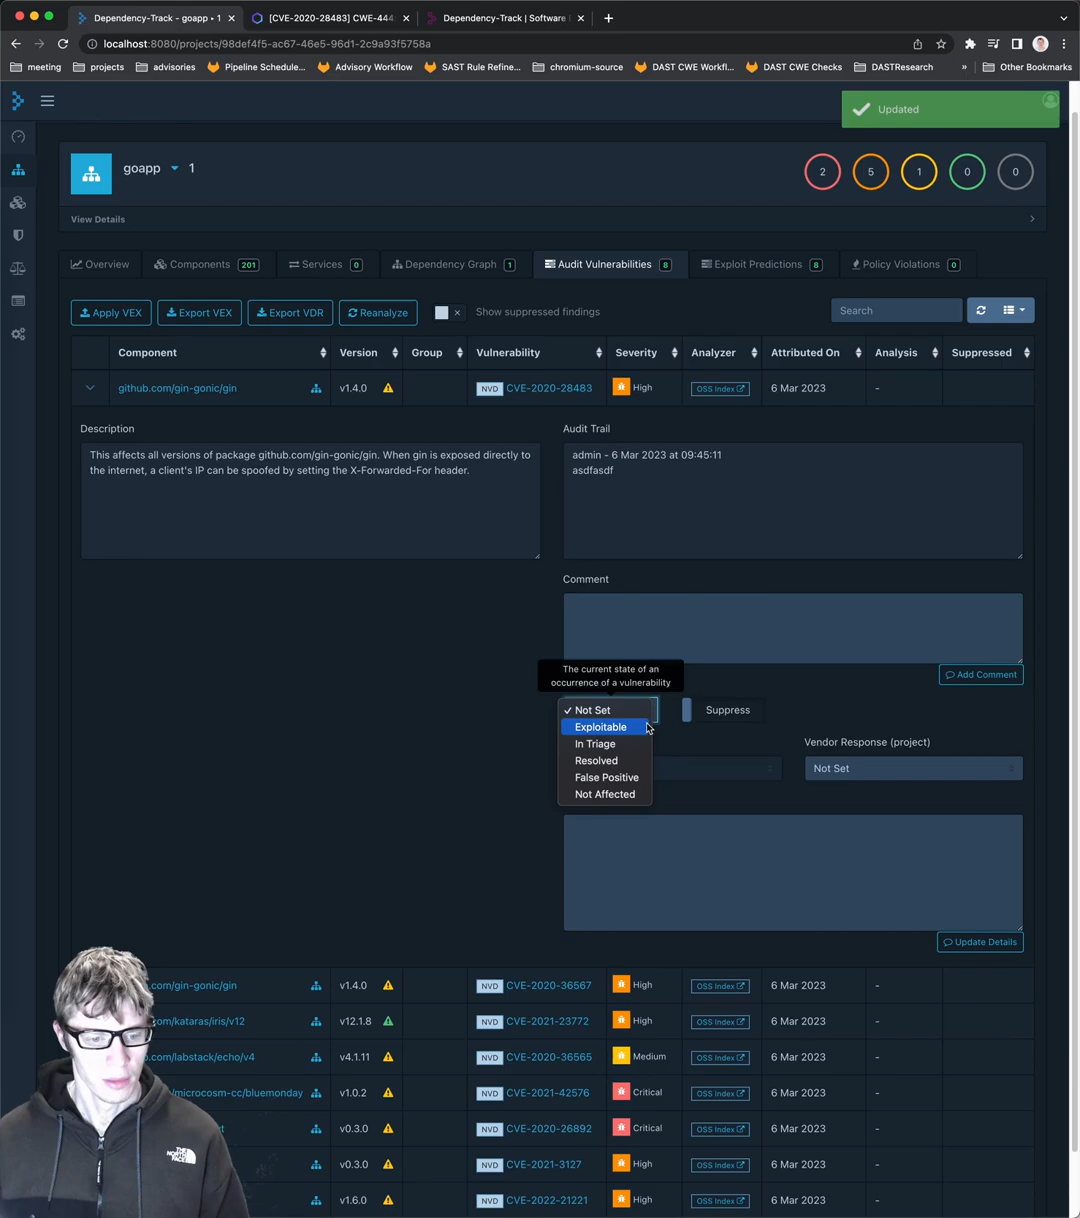 Dependency-Track - goapp ▸ 1
[CVE-2020-28483] CWE-444
Dependency-Track | Software
localhost:8080/projects/98def4f5-ac67-46e5-96d1-2c9a93f5758a
meeting projects advisories Pipeline Schedule... Advisory Workflow SAST Rule Refine... chromium-source DAST CWE Workfl... DAST CWE Checks DASTResearch » Other Bookmarks
Updated
goapp 1
2 5 1 0 0
View Details
Overview Components 201 Services 0 Dependency Graph 1 Audit Vulnerabilities 8 Exploit Predictions 8 Policy Violations 0
Apply VEX Export VEX Export VDR Reanalyze Show suppressed findings Search
Component Version Group Vulnerability Severity Analyzer Attributed On Analysis Suppressed
github.com/gin-gonic/gin v1.4.0 NVD CVE-2020-28483 High OSS Index 6 Mar 2023 -
Description
This affects all versions of package github.com/gin-gonic/gin. When gin is exposed directly to
the internet, a client's IP can be spoofed by setting the X-Forwarded-For header.
Audit Trail
admin - 6 Mar 2023 at 09:45:11
asdfasdf
Comment
Add Comment
The current state of an
occurrence of a vulnerability
Not Set
Exploitable
In Triage
Resolved
False Positive
Not Affected
Suppress
Vendor Response (project)
Not Set
Update Details
.com/gin-gonic/gin v1.4.0 NVD CVE-2020-36567 High OSS Index 6 Mar 2023 -
.com/kataras/iris/v12 v12.1.8 NVD CVE-2021-23772 High OSS Index 6 Mar 2023 -
.com/labstack/echo/v4 v4.1.11 NVD CVE-2020-36565 Medium OSS Index 6 Mar 2023 -
/microcosm-cc/bluemonday v1.0.2 NVD CVE-2021-42576 Critical OSS Index 6 Mar 2023 -
v0.3.0 NVD CVE-2020-26892 Critical OSS Index 6 Mar 2023 -
v0.3.0 NVD CVE-2021-3127 High OSS Index 6 Mar 2023 -
v1.6.0 NVD CVE-2022-21221 High OSS Index 6 Mar 2023 -
THE
NORTH
FACE